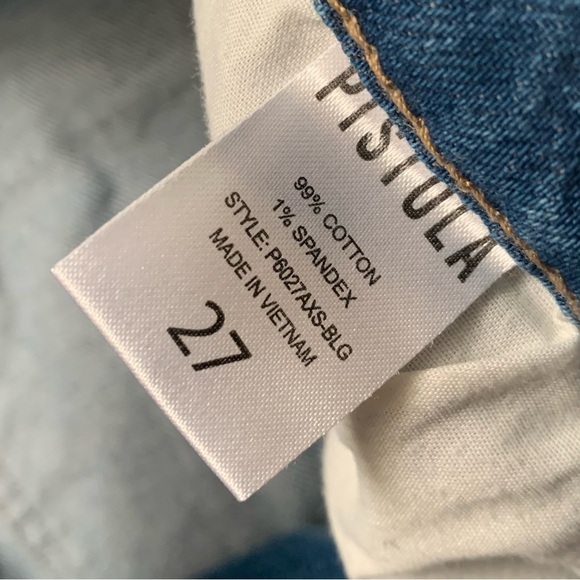 PISTOLA
99% COTTON
1% SPANDEX
STYLE: P6027AXS-BLG
MADE IN VIETNAM
27